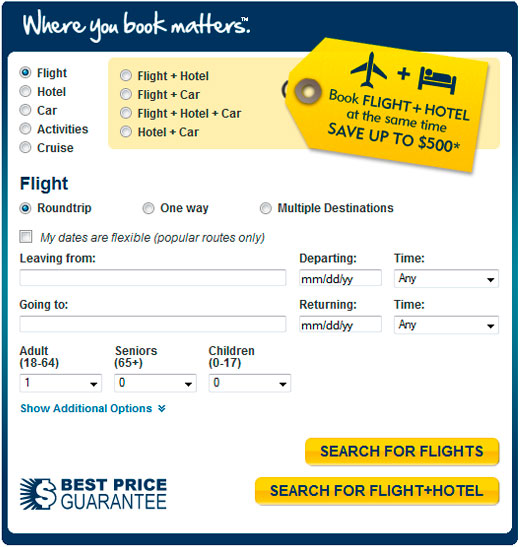 Where you book matters.™
Flight
Hotel
Car
Activities
Cruise
Flight + Hotel
Flight + Car
Flight + Hotel + Car
Hotel + Car
+
Book FLIGHT+HOTEL
at the same time
SAVE UP TO $500*
Flight
Roundtrip One way Multiple Destinations
My dates are flexible (popular routes only)
Leaving from: Departing: Time:
mm/dd/yy Any
Going to: Returning: Time:
mm/dd/yy Any
Adult Seniors Children
(18-64) (65+) (0-17)
1 0 0
Show Additional Options
SEARCH FOR FLIGHTS
SEARCH FOR FLIGHT+HOTEL
$ BEST PRICE
GUARANTEE